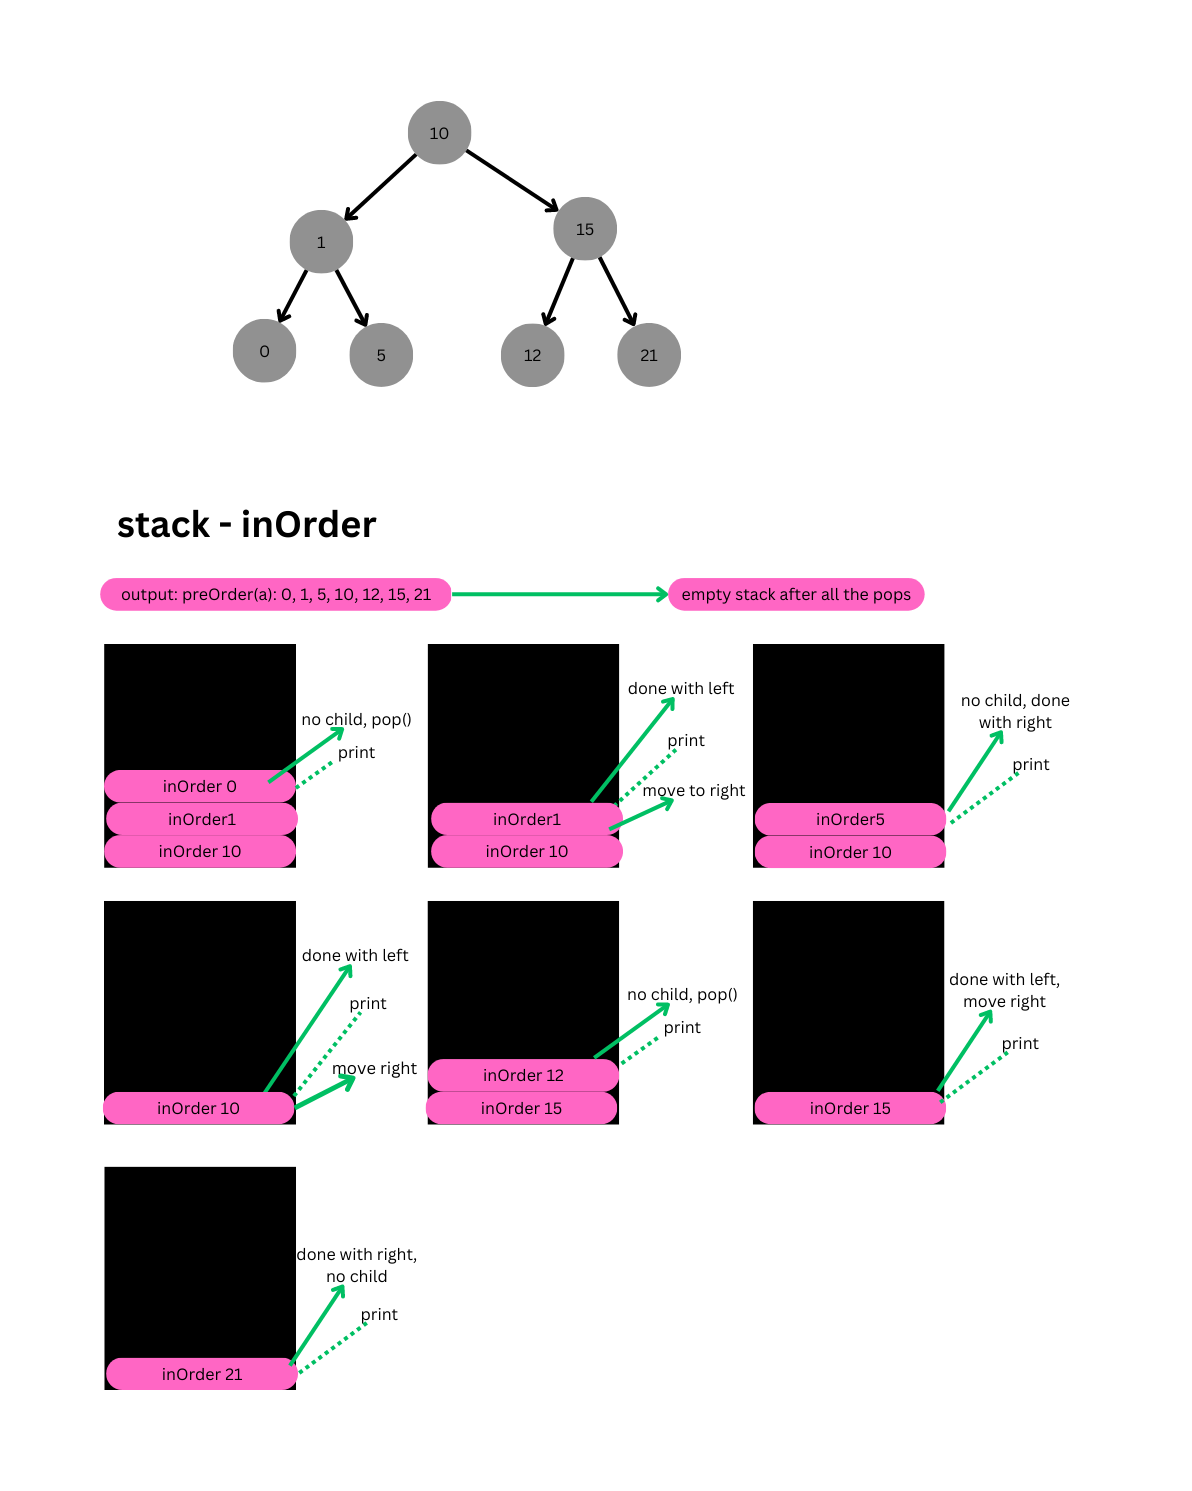 10
1
15
0
5
12
21
stack - inOrder
output: preOrder(a): 0, 1, 5, 10, 12, 15, 21
empty stack after all the pops
no child, pop()
print
inOrder 0
inOrder1
inOrder 10
done with left
print
move to right
inOrder1
inOrder 10
no child, done
with right
print
inOrder5
inOrder 10
done with left
print
move right
inOrder 10
no child, pop()
print
inOrder 12
inOrder 15
done with left,
move right
print
inOrder 15
done with right,
no child
print
inOrder 21